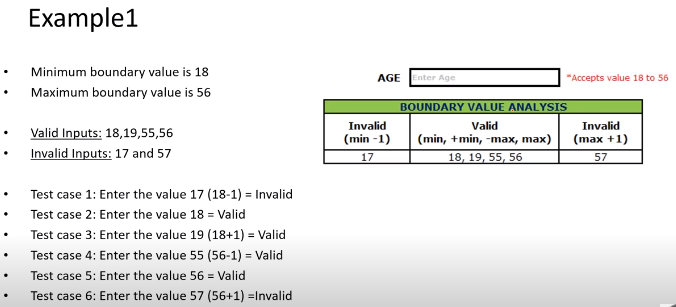 Example1
Minimum boundary value is 18
Maximum boundary value is 56
Valid Inputs: 18,19,55,56
Invalid Inputs: 17 and 57
Test case 1: Enter the value 17 (18-1) = Invalid
Test case 2: Enter the value 18 = Valid
Test case 3: Enter the value 19 (18+1) = Valid
Test case 4: Enter the value 55 (56-1) = Valid
Test case 5: Enter the value 56 = Valid
Test case 6: Enter the value 57 (56+1) =Invalid
AGE Enter Age *Accepts value 18 to 56
BOUNDARY VALUE ANALYSIS
Invalid Valid Invalid
(min -1) (min, +min, -max, max) (max +1)
17 18, 19, 55, 56 57